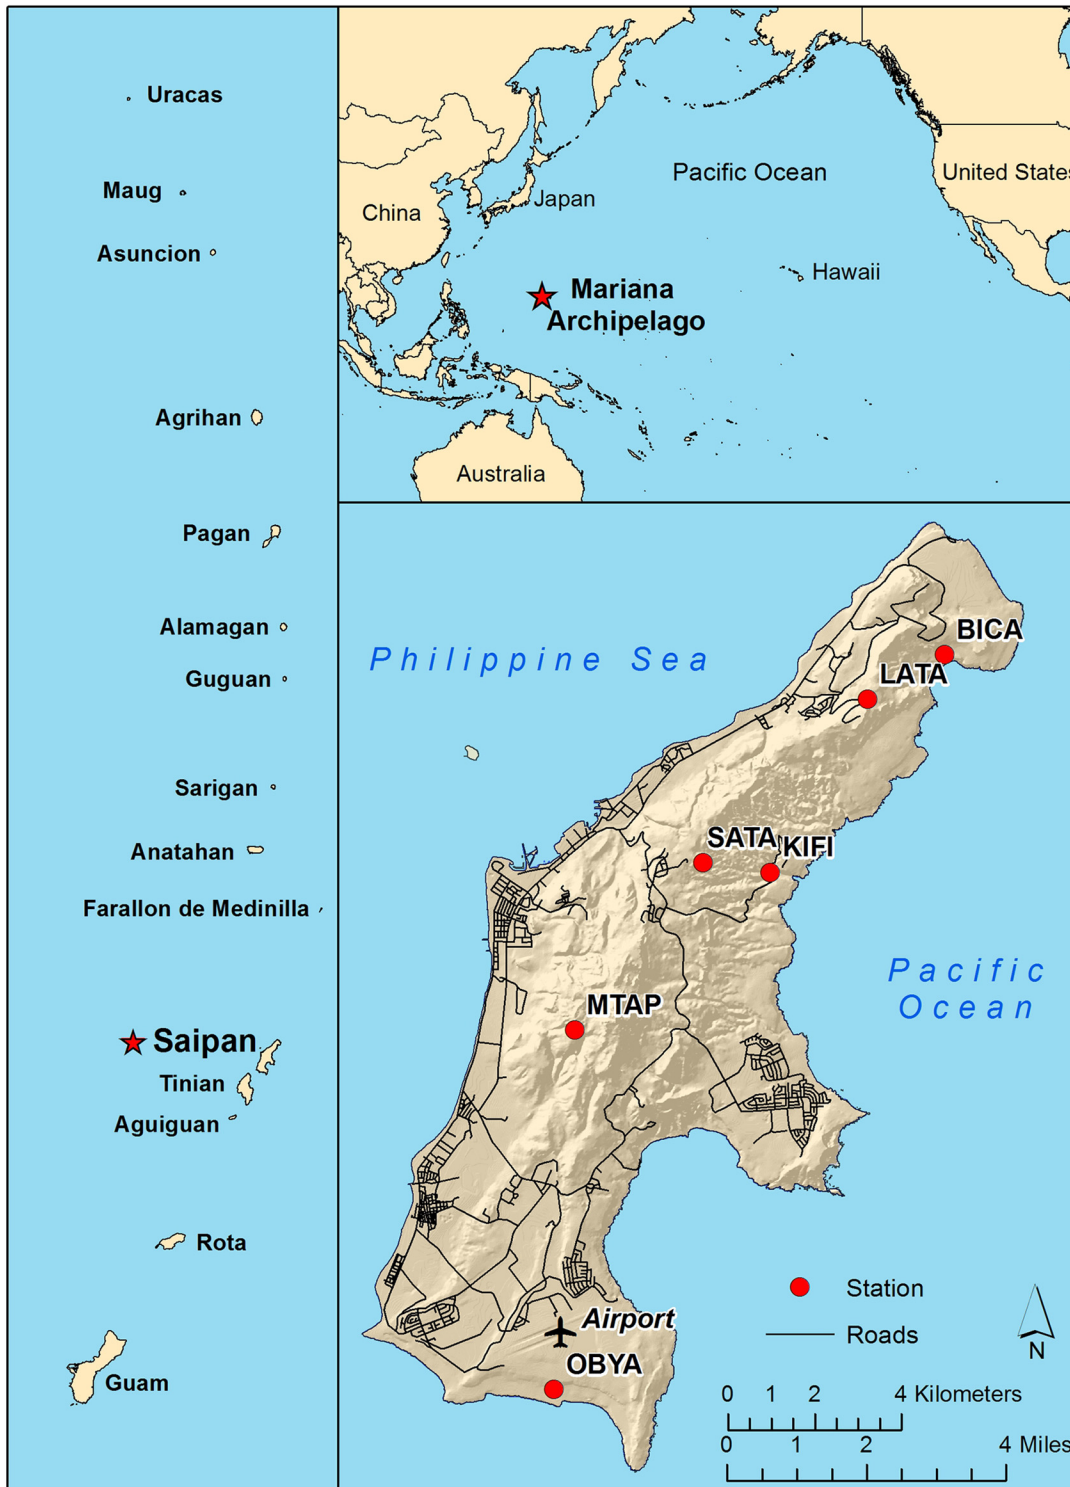 Uracas
Maug
Asuncion
Agrihan
Pagan
Alamagan
Guguan
Sarigan
Anatahan
Farallon de Medinilla
Saipan
Tinian
Aguiguan
Rota
Guam
Pacific Ocean
United States
Japan
China
Hawaii
Mariana
Archipelago
Australia
Philippine Sea
BICA
LATA
SATA
KIFI
Pacific
Ocean
MTAP
Airport
OBYA
Station
Roads
N
0 1 2 4 Kilometers
0 1 2 4 Miles